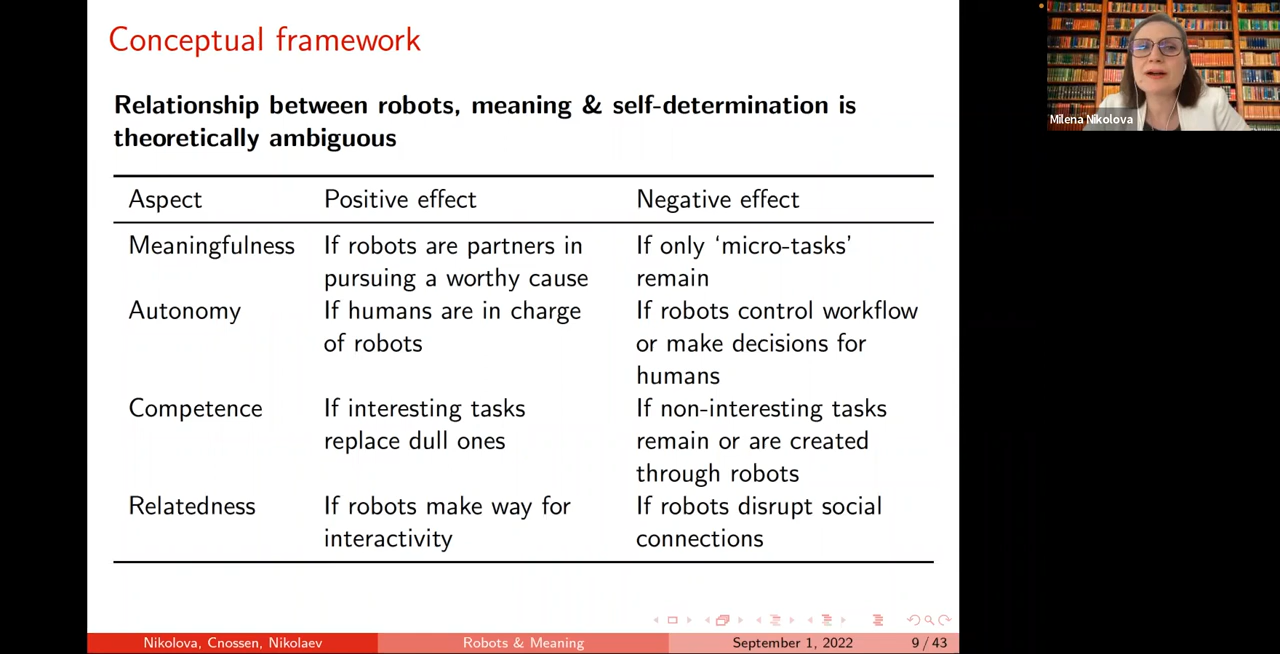 Conceptual framework
Relationship between robots, meaning & self-determination is
theoretically ambiguous
Aspect Positive effect Negative effect
Meaningfulness If robots are partners in If only ‘micro-tasks’
pursuing a worthy cause remain
Autonomy If humans are in charge If robots control workflow
of robots or make decisions for
humans
Competence If interesting tasks If non-interesting tasks
replace dull ones remain or are created
through robots
Relatedness If robots make way for If robots disrupt social
interactivity connections
Nikolova, Cnossen, Nikolaev Robots & Meaning September 1, 2022 9 / 43
Milena Nikolova